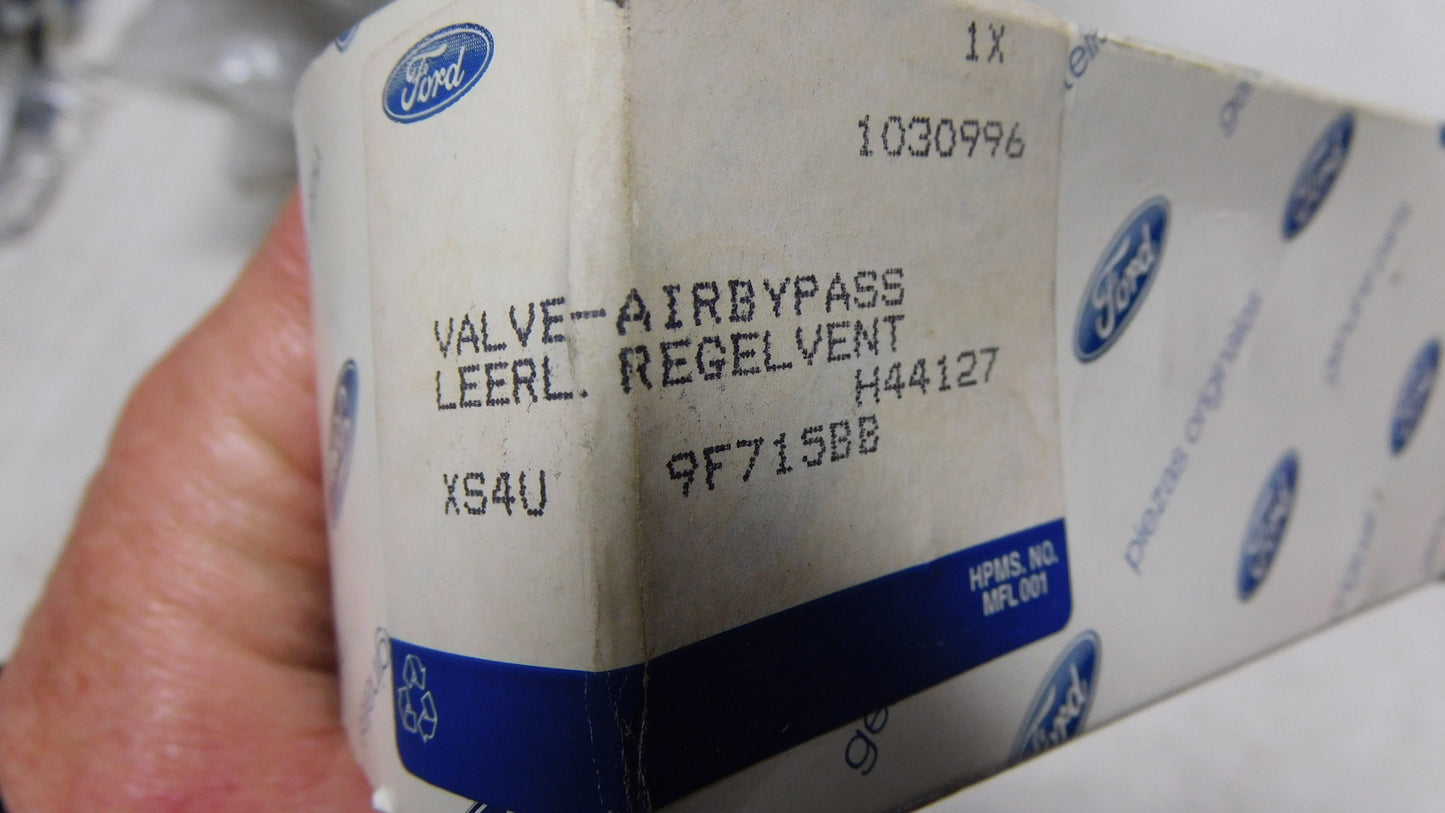 Ford
1X
1030996
VALVE-AIRBYPASS
LEERL. REGELVENT
H44127
XS4U 9F715BB
HPMS. NO.
MFL 001
Ford
piezas originales
Ford
Ford
Ford
Ford